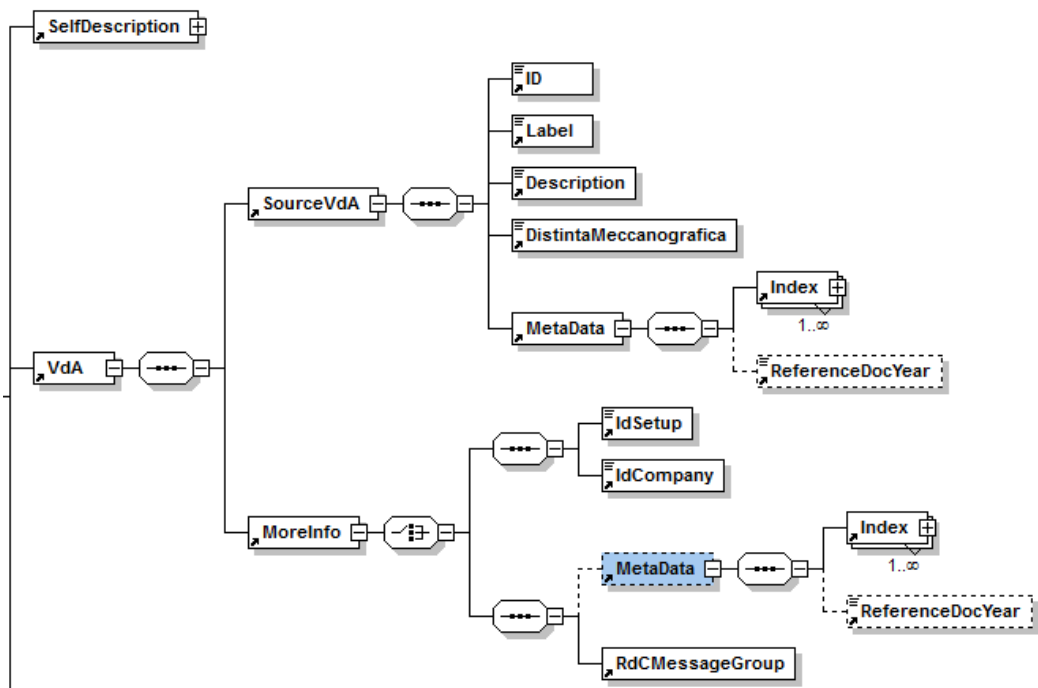 SelfDescription
ID
Label
Description
SourceVdA
DistintaMeccanografica
Index
1..∞
MetaData
VdA
ReferenceDocYear
IdSetup
IdCompany
MoreInfo
Index
1..∞
MetaData
ReferenceDocYear
RdCMessageGroup